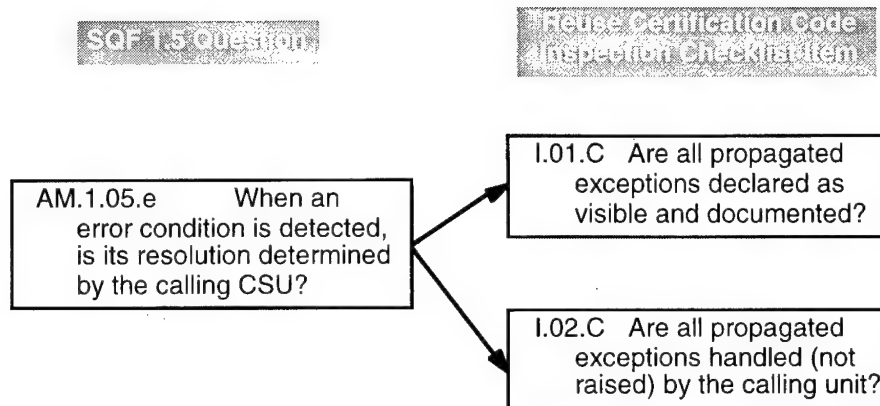 SQF 1.5 Question
Reuse Certification Code
Inspection Checklist Item
AM.1.05.e When an
error condition is detected,
is its resolution determined
by the calling CSU?
I.01.C Are all propagated
exceptions declared as
visible and documented?
I.02.C Are all propagated
exceptions handled (not
raised) by the calling unit?